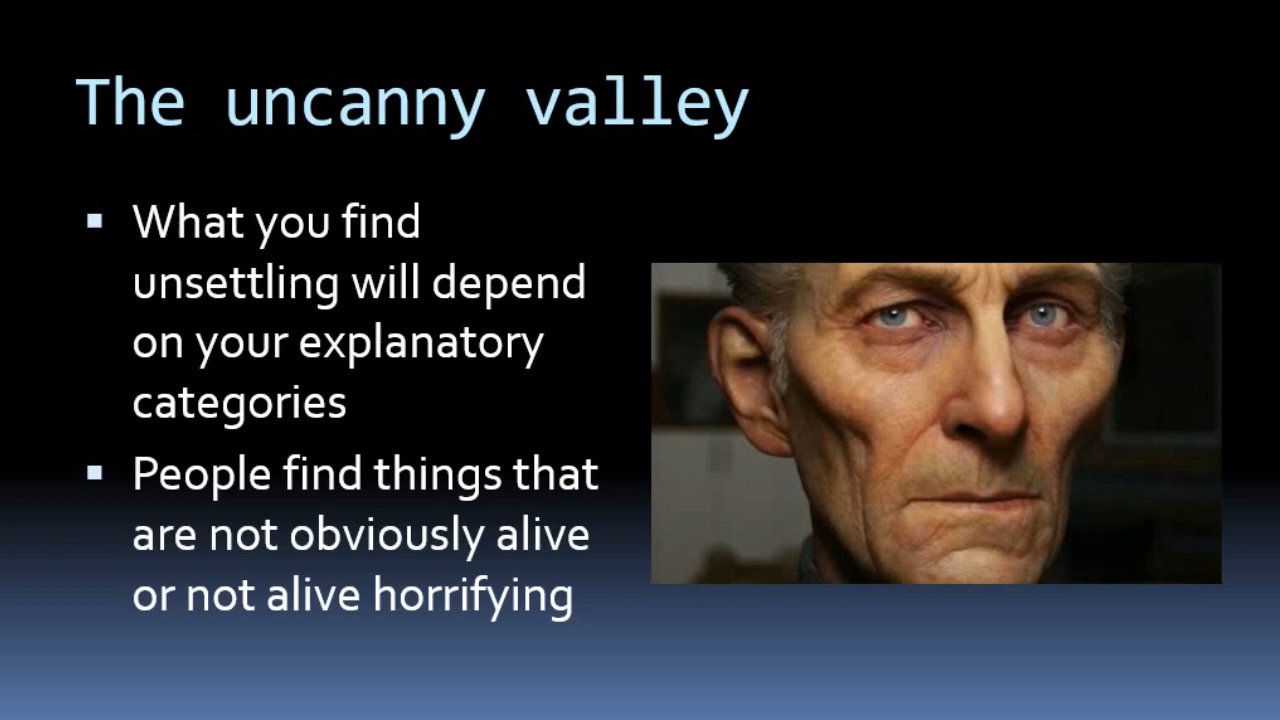 The uncanny valley
What you find
unsettling will depend
on your explanatory
categories
People find things that
are not obviously alive
or not alive horrifying